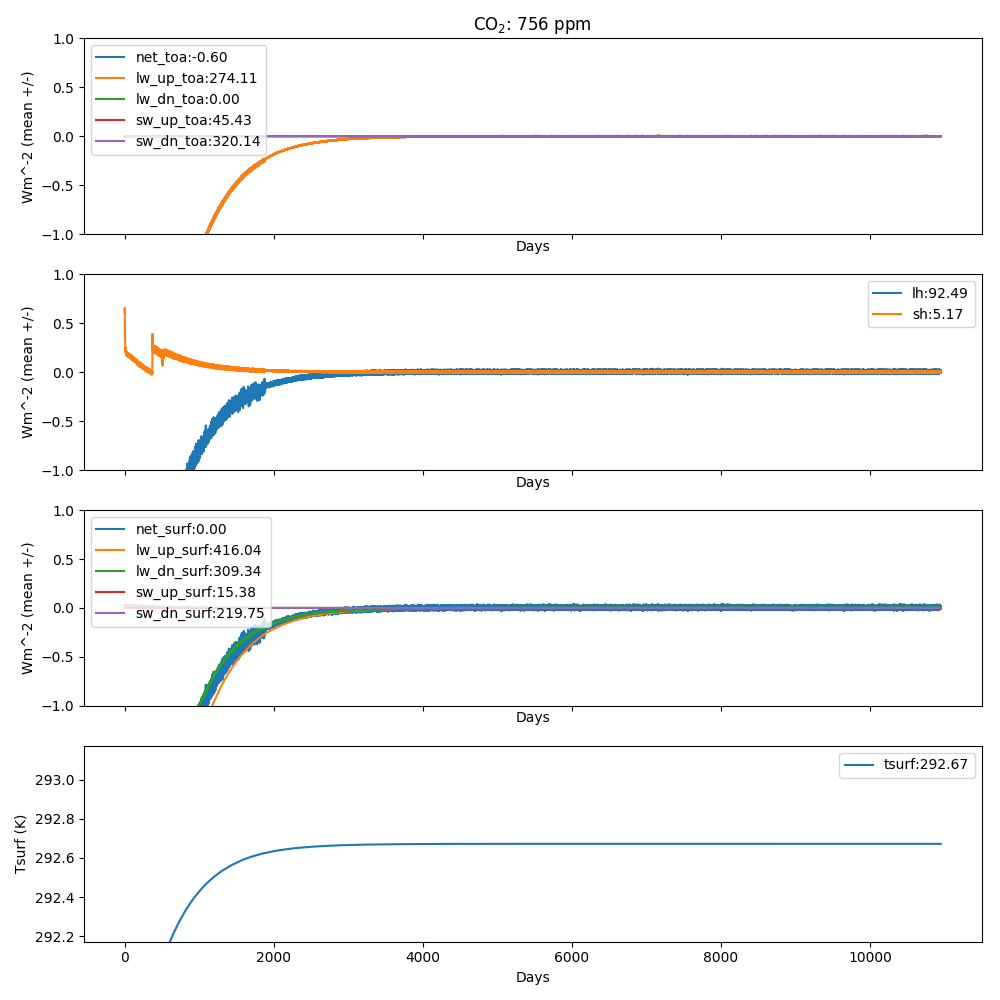 CO₂: 756 ppm
1.0
0.5
0.0
−0.5
−1.0
Wm^-2 (mean +/-)
net_toa:-0.60
lw_up_toa:274.11
lw_dn_toa:0.00
sw_up_toa:45.43
sw_dn_toa:320.14
Days
1.0
0.5
0.0
−0.5
−1.0
Wm^-2 (mean +/-)
lh:92.49
sh:5.17
Days
1.0
0.5
0.0
−0.5
−1.0
Wm^-2 (mean +/-)
net_surf:0.00
lw_up_surf:416.04
lw_dn_surf:309.34
sw_up_surf:15.38
sw_dn_surf:219.75
Days
293.0
292.8
292.6
292.4
292.2
Tsurf (K)
tsurf:292.67
0 2000 4000 6000 8000 10000
Days